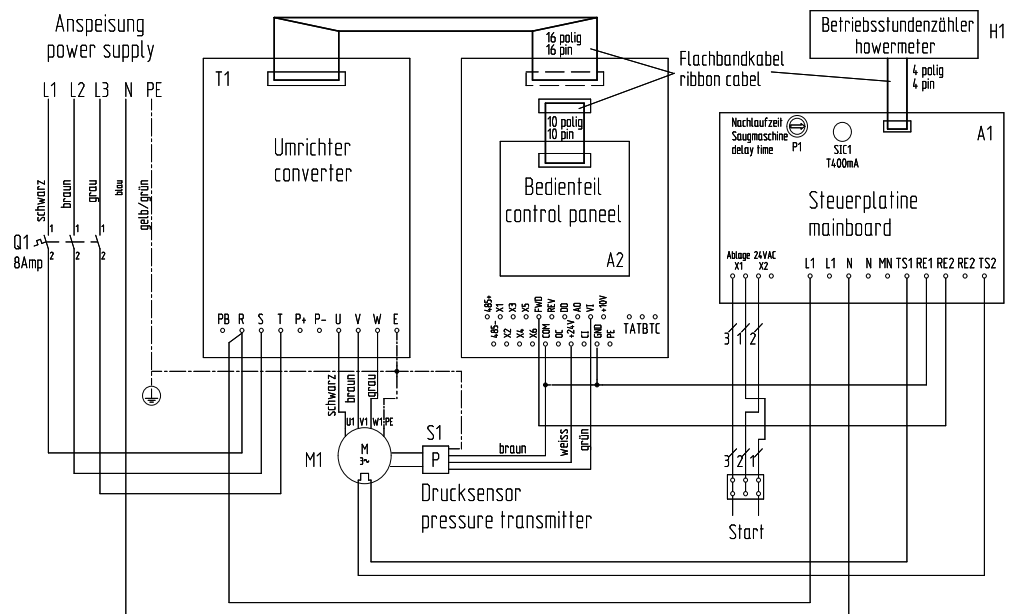 Anspeisung
power supply
L1 L2 L3 N PE
schwarz
braun
grau
blau
gelb/grün
Q1
8Amp
1 1 1
2 2 2
T1
Umrichter
converter
PB R S T P+ P- U V W E
schwarz
braun
grau
U1 V1 W1 PE
M1
M
3~
S1
P
Drucksensor
pressure transmitter
braun
weiss
grün
16 polig
16 pin
10 polig
10 pin
Flachbandkabel
ribbon cabel
Bedienteil
control paneel
A2
485+ X1 X3 X5 FWD REV DO AO VI +10V
485- X2 X4 X6 COM OC +24V CI GND PE
TATBTC
Betriebsstundenzähler
howermeter
H1
4 polig
4 pin
A1
Nachlaufzeit
Saugmaschine
delay time
P1
SIC1
T400mA
Steuerplatine
mainboard
Ablage 24VAC
X1 X2
L1 L1 N N MN TS1 RE1 RE2 RE2 TS2
3 1 2
3 2 1
Start